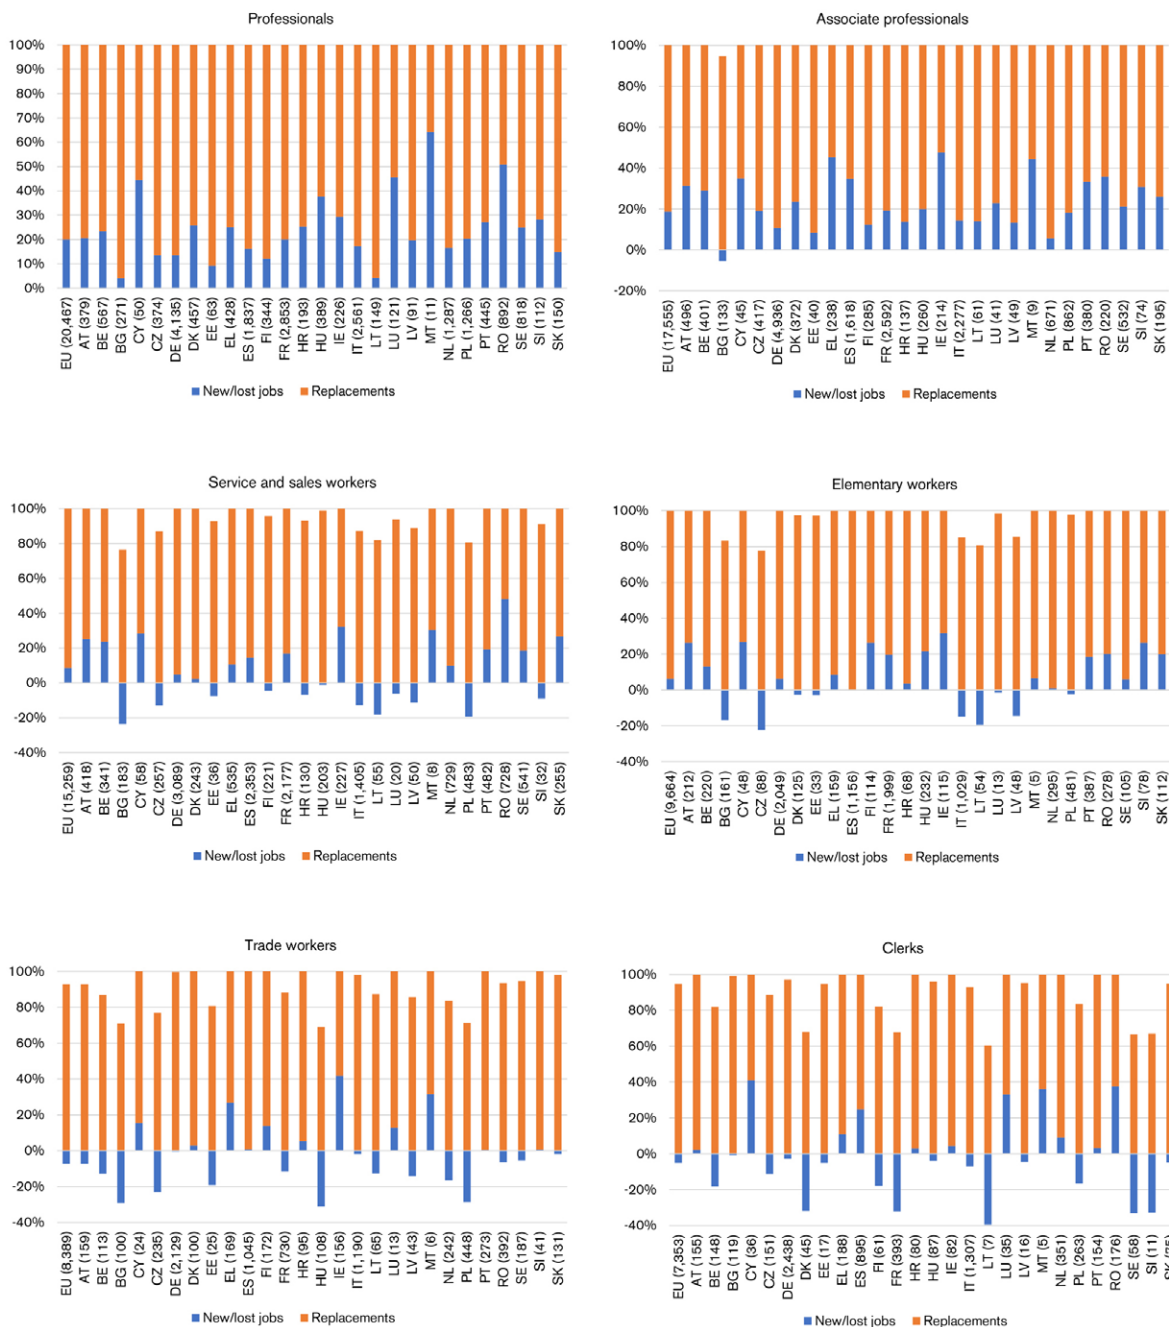 Professionals
100%
90%
80%
70%
60%
50%
40%
30%
20%
10%
0%
EU (20,467)
AT (379)
BE (567)
BG (271)
CY (50)
CZ (374)
DE (4,135)
DK (457)
EE (63)
EL (428)
ES (1,837)
FI (344)
FR (2,853)
HR (193)
HU (389)
IE (226)
IT (2,561)
LT (149)
LU (121)
LV (91)
MT (11)
NL (1,287)
PL (1,266)
PT (445)
RO (892)
SE (818)
SI (112)
SK (150)
New/lost jobs Replacements
Associate professionals
100%
80%
60%
40%
20%
0%
-20%
EU (17,555)
AT (496)
BE (401)
BG (133)
CY (45)
CZ (417)
DE (4,936)
DK (372)
EE (40)
EL (238)
ES (1,618)
FI (285)
FR (2,592)
HR (137)
HU (260)
IE (214)
IT (2,277)
LT (61)
LU (41)
LV (49)
MT (9)
NL (671)
PL (862)
PT (380)
RO (220)
SE (532)
SI (74)
SK (195)
New/lost jobs Replacements
Service and sales workers
100%
80%
60%
40%
20%
0%
-20%
-40%
EU (15,259)
AT (418)
BE (341)
BG (183)
CY (58)
CZ (257)
DE (3,089)
DK (243)
EE (36)
EL (535)
ES (2,353)
FI (221)
FR (2,177)
HR (130)
HU (203)
IE (227)
IT (1,405)
LT (55)
LU (20)
LV (50)
MT (8)
NL (729)
PL (483)
PT (482)
RO (728)
SE (541)
SI (32)
SK (255)
New/lost jobs Replacements
Elementary workers
100%
80%
60%
40%
20%
0%
-20%
-40%
EU (9,664)
AT (212)
BE (220)
BG (161)
CY (48)
CZ (88)
DE (2,049)
DK (125)
EE (33)
EL (159)
ES (1,156)
FI (114)
FR (1,999)
HR (68)
HU (232)
IE (115)
IT (1,029)
LT (54)
LU (13)
LV (48)
MT (5)
NL (295)
PL (481)
PT (387)
RO (278)
SE (105)
SI (78)
SK (112)
New/lost jobs Replacements
Trade workers
100%
80%
60%
40%
20%
0%
-20%
-40%
EU (8,389)
AT (159)
BE (113)
BG (100)
CY (24)
CZ (235)
DE (2,129)
DK (100)
EE (25)
EL (169)
ES (1,045)
FI (172)
FR (730)
HR (95)
HU (108)
IE (156)
IT (1,190)
LT (65)
LU (13)
LV (43)
MT (6)
NL (242)
PL (448)
PT (273)
RO (392)
SE (187)
SI (41)
SK (131)
New/lost jobs Replacements
Clerks
100%
80%
60%
40%
20%
0%
-20%
-40%
EU (7,353)
AT (155)
BE (148)
BG (119)
CY (36)
CZ (151)
DE (2,438)
DK (45)
EE (17)
EL (188)
ES (895)
FI (61)
FR (393)
HR (80)
HU (87)
IE (82)
IT (1,307)
LT (7)
LU (35)
LV (16)
MT (5)
NL (351)
PL (263)
PT (154)
RO (176)
SE (58)
SI (11)
New/lost jobs Replacements